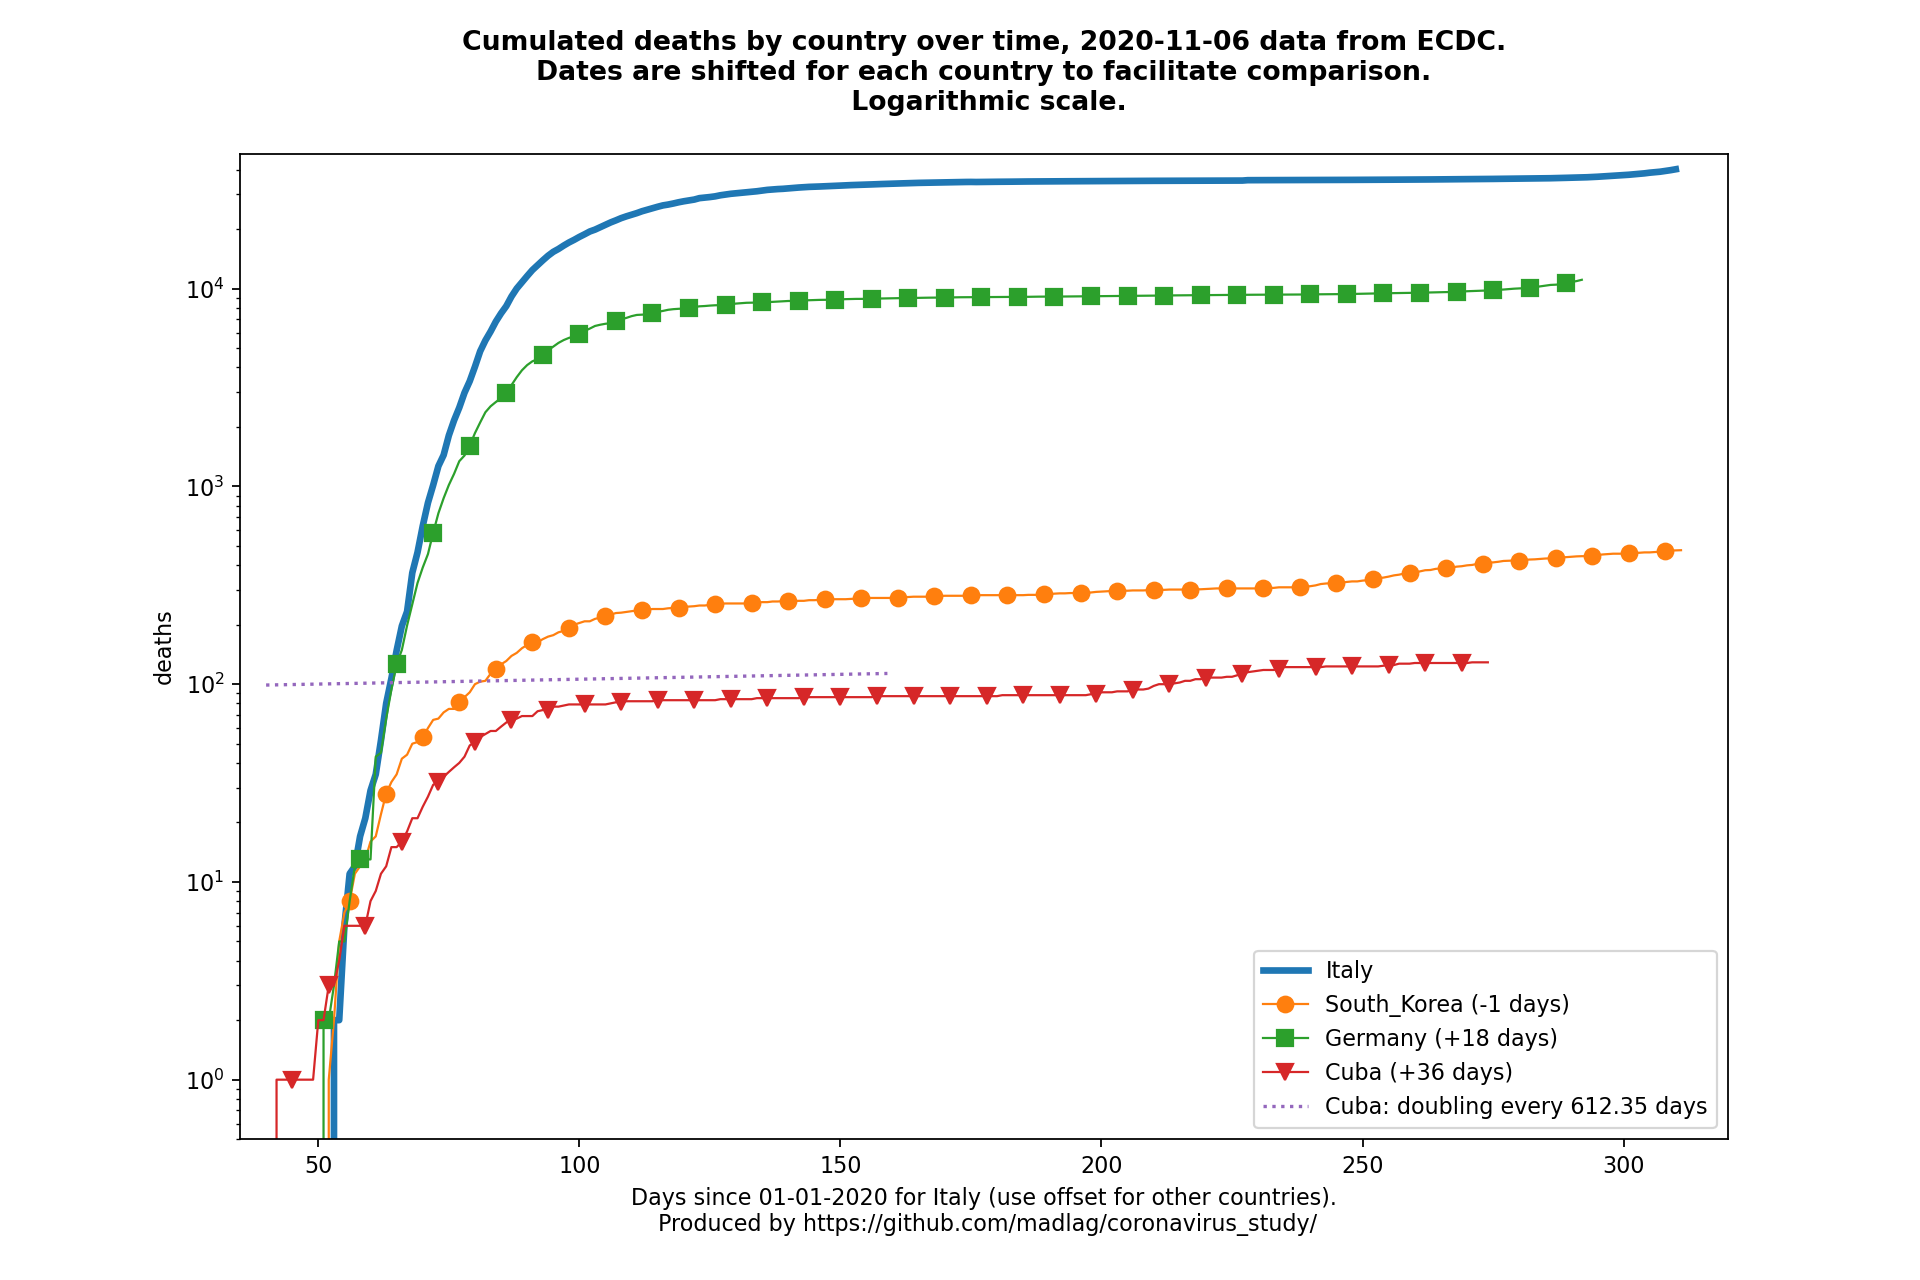 Cumulated deaths by country over time, 2020-11-06 data from ECDC.
Dates are shifted for each country to facilitate comparison.
Logarithmic scale.
10^4
10^3
10^2
10^1
10^0
deaths
Italy
South_Korea (-1 days)
Germany (+18 days)
Cuba (+36 days)
Cuba: doubling every 612.35 days
50 100 150 200 250 300
Days since 01-01-2020 for Italy (use offset for other countries).
Produced by https://github.com/madlag/coronavirus_study/